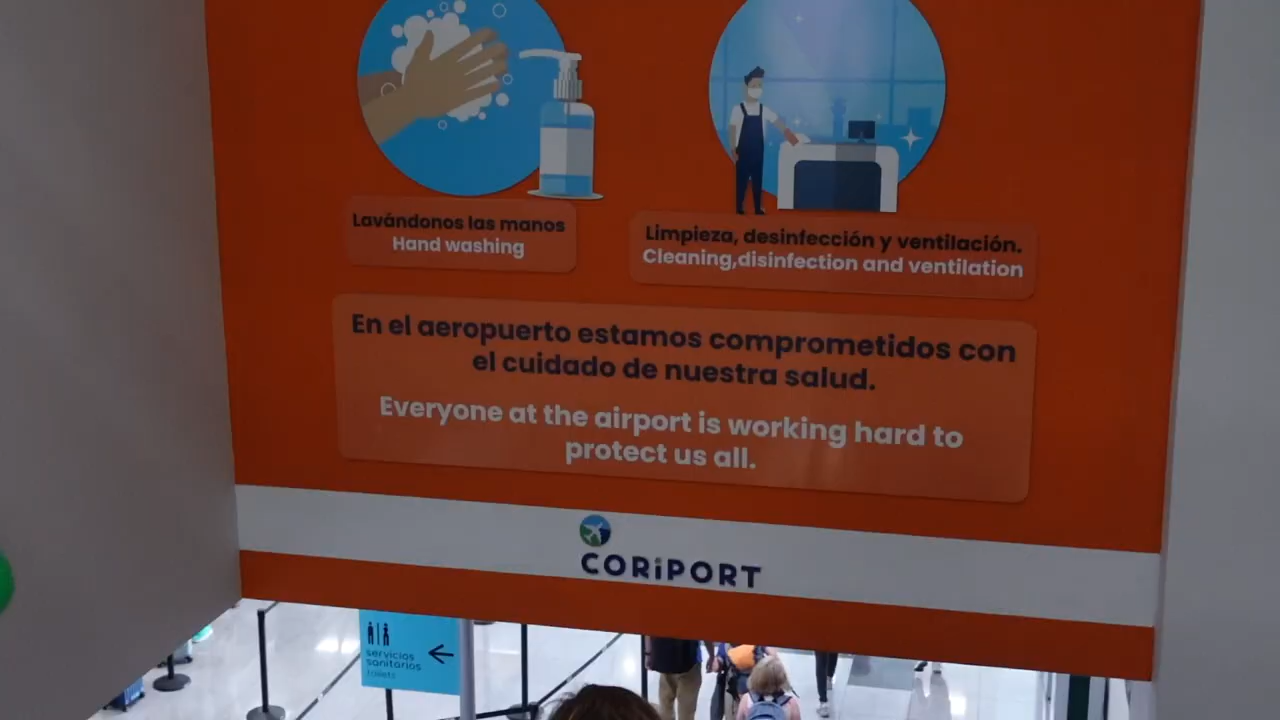 Lavándonos las manos
Hand washing
Limpieza, desinfección y ventilación.
Cleaning,disinfection and ventilation
En el aeropuerto estamos comprometidos con
el cuidado de nuestra salud.
Everyone at the airport is working hard to
protect us all.
CORiPORT
servicios
sanitarios
toilets